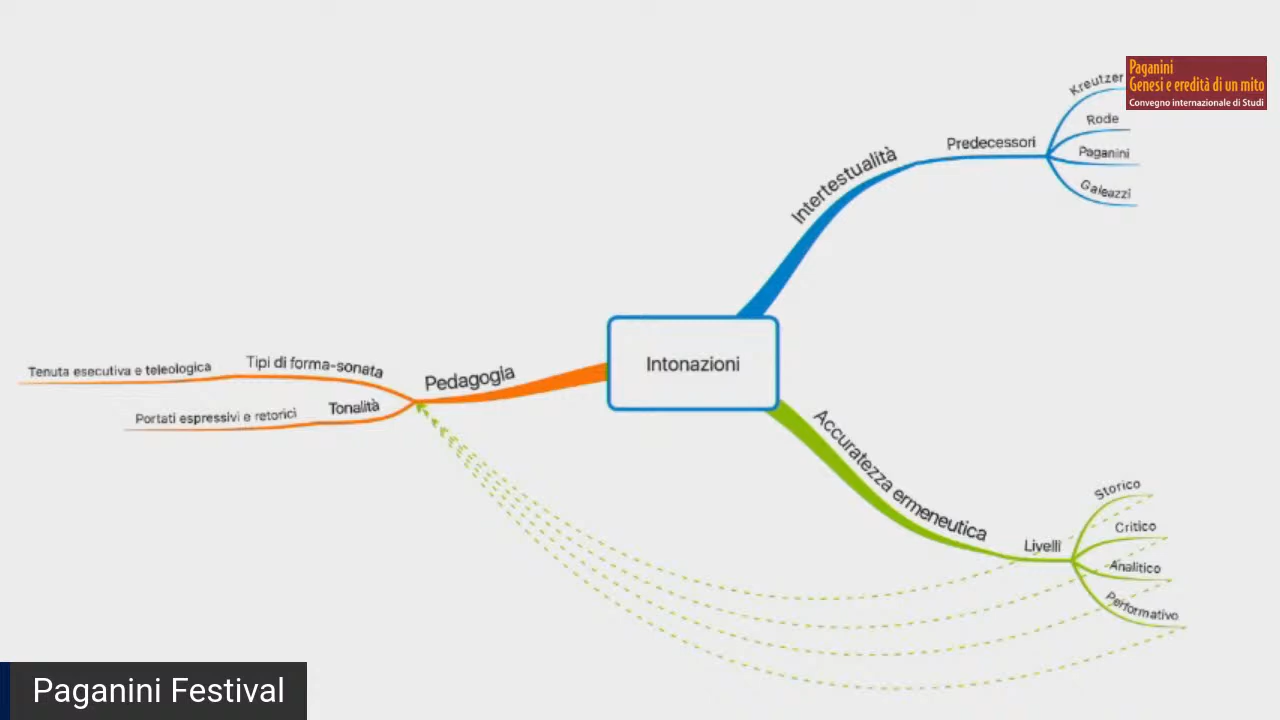 Paganini
Genesi e eredità di un mito
Convegno internazionale di Studi
Kreutzer
Rode
Predecessori
Paganini
Galeazzi
Intertestualità
Intonazioni
Pedagogia
Tipi di forma-sonata
Tenuta esecutiva e teleologica
Tonalità
Portati espressivi e retorici
Accuratezza ermeneutica
Livelli
Storico
Critico
Analitico
Performativo
Paganini Festival